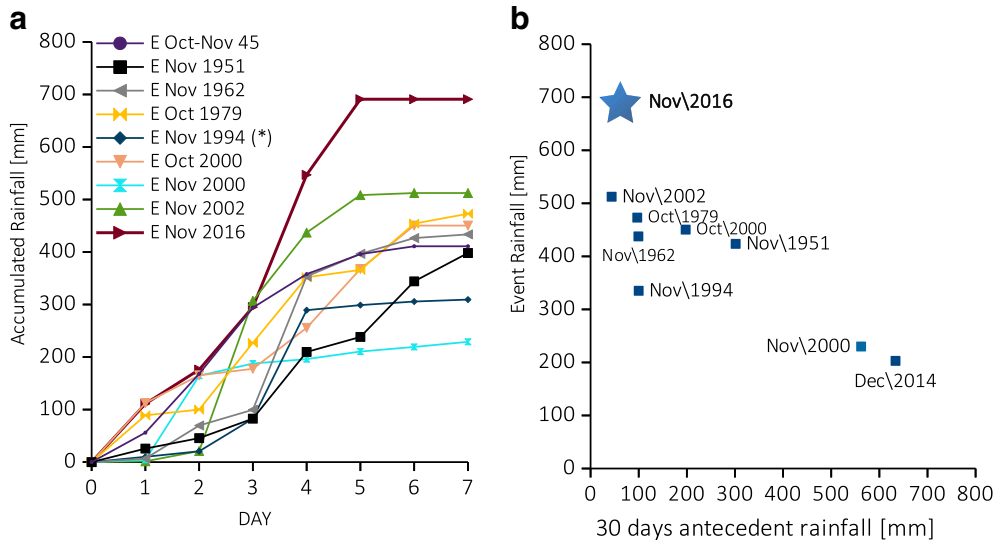 a
Accumulated Rainfall [mm]
800
700
600
500
400
300
200
100
0
E Oct-Nov 45
E Nov 1951
E Nov 1962
E Oct 1979
E Nov 1994 (*)
E Oct 2000
E Nov 2000
E Nov 2002
E Nov 2016
0 1 2 3 4 5 6 7
DAY
b
Event Rainfall [mm]
800
700
600
500
400
300
200
100
0
Nov\2016
Nov\2002
Oct\1979
Oct\2000
Nov\1951
Nov\1962
Nov\1994
Nov\2000
Dec\2014
0 100 200 300 400 500 600 700 800
30 days antecedent rainfall [mm]